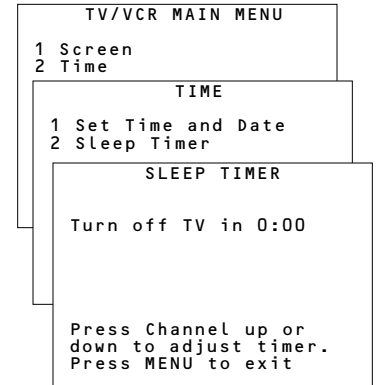 TV/VCR MAIN MENU
1 Screen
2 Time
TIME
1 Set Time and Date
2 Sleep Timer
SLEEP TIMER
Turn off TV in 0:00
Press Channel up or
down to adjust timer.
Press MENU to exit